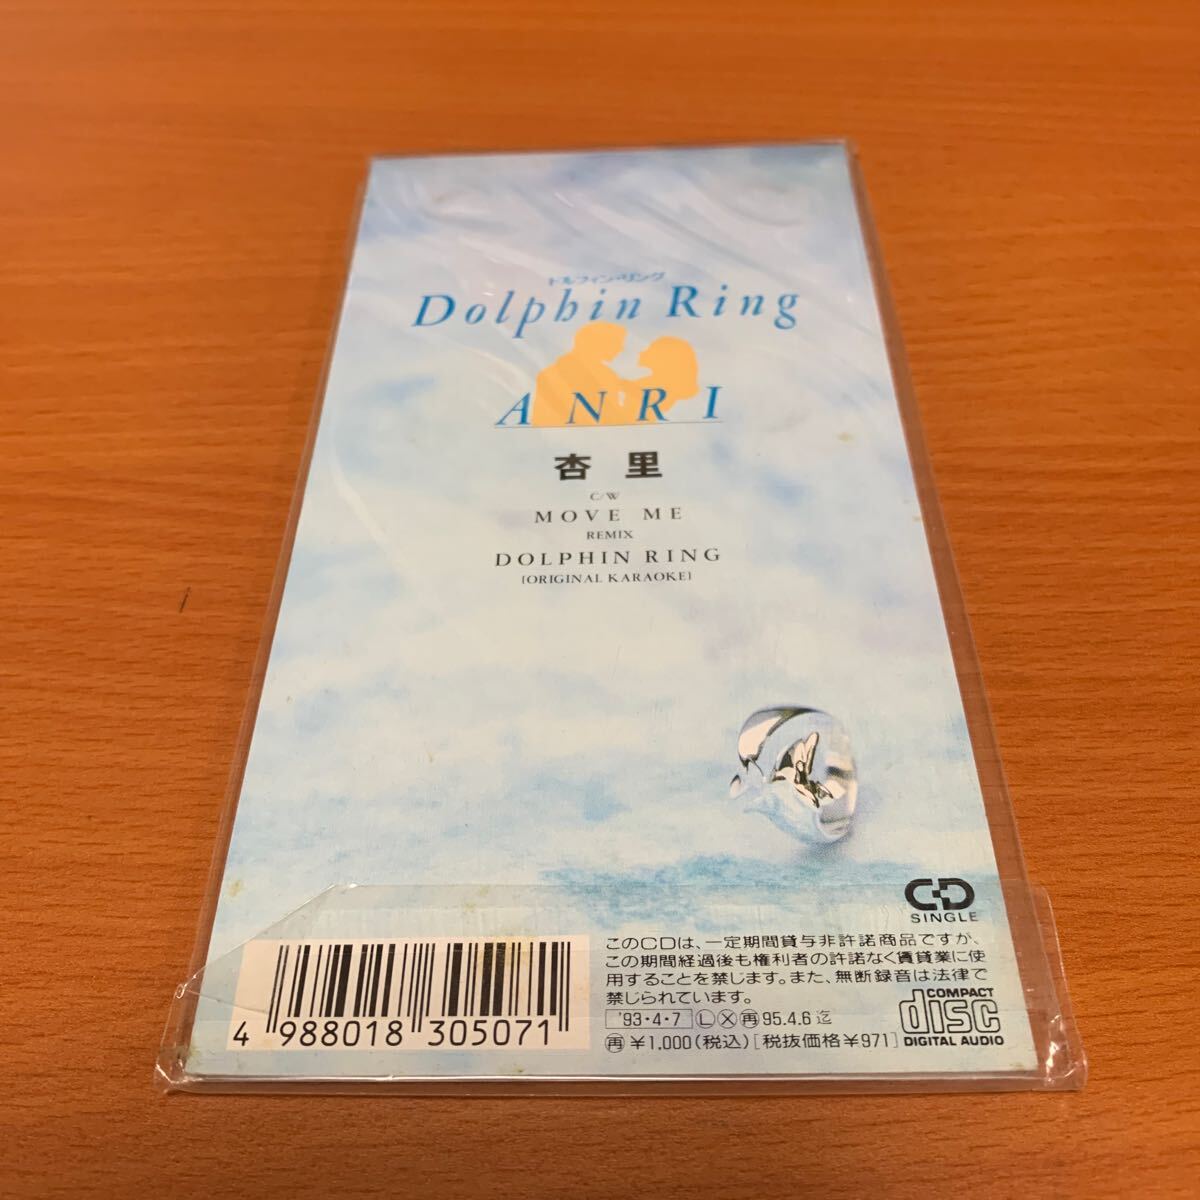 ドルフィン・リング
Dolphin Ring
ANRI
杏里
C/W
MOVE ME
REMIX
DOLPHIN RING
[ORIGINAL KARAOKE]
CD
SINGLE
このCDは、一定期間貸与非許諾商品ですが、
この期間経過後も権利者の許諾なく賃貸業に使
用することを禁じます。また、無断録音は法律で
禁じられています。
'93・4・7 Ⓛ Ⓧ ㊢95.4.6迄
㊢¥1,000(税込)[税抜価格¥971]
COMPACT
disc
DIGITAL AUDIO
4 988018 305071